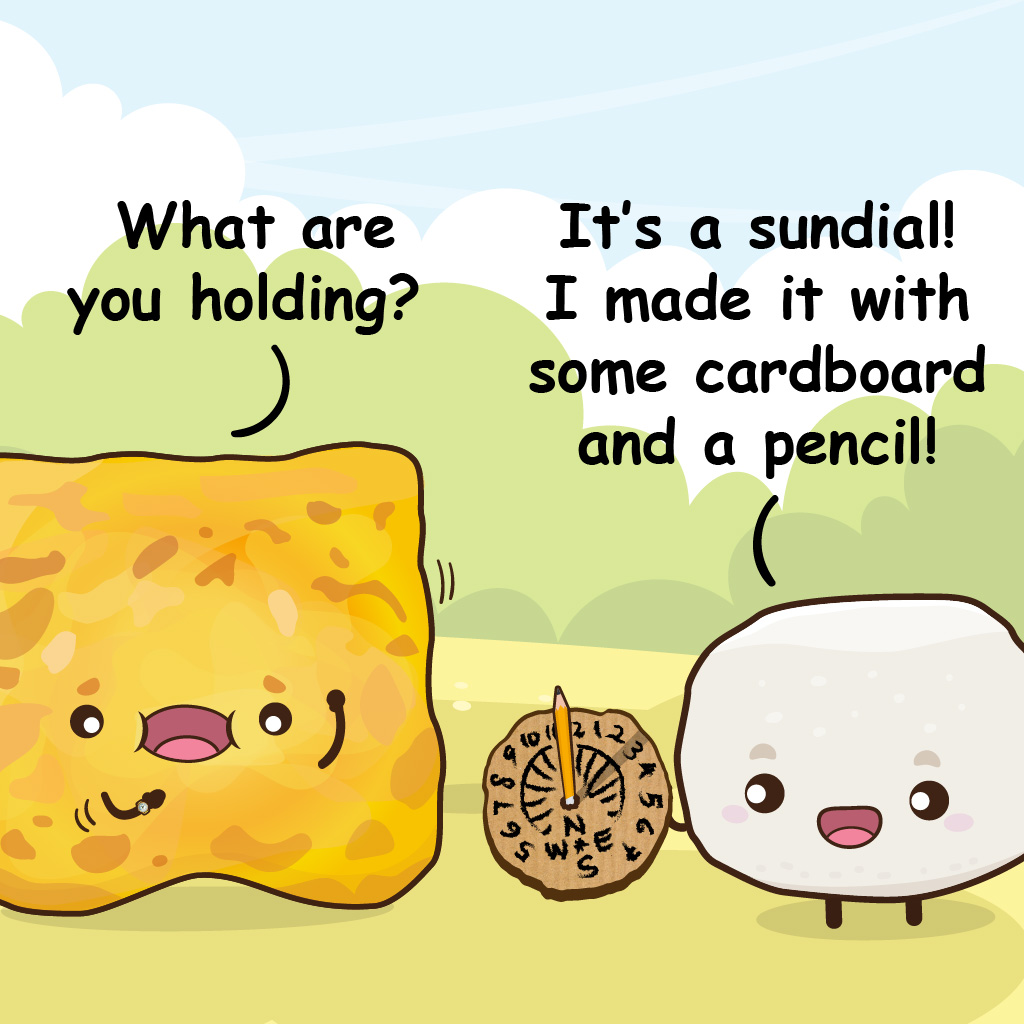 What are
you holding?
It's a sundial!
I made it with
some cardboard
and a pencil!
5 6 7 8 9 10 11 2 1 2 3 4 5 6
N
W E
S